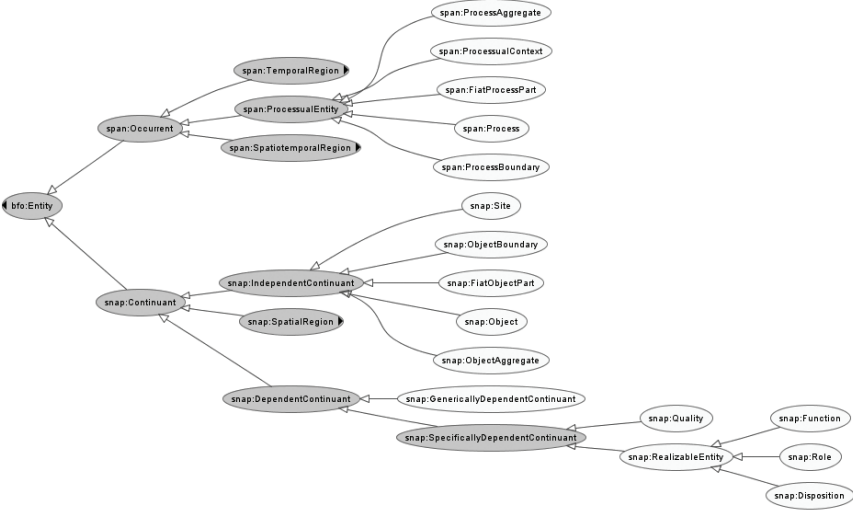 span:ProcessAggregate
span:ProcessualContext
span:TemporalRegion
span:FiatProcessPart
span:ProcessualEntity
span:Occurrent
span:Process
span:SpatiotemporalRegion
span:ProcessBoundary
bfo:Entity
snap:Site
snap:ObjectBoundary
snap:IndependentContinuant
snap:FiatObjectPart
snap:Continuant
snap:SpatialRegion
snap:Object
snap:ObjectAggregate
snap:DependentContinuant
snap:GenericallyDependentContinuant
snap:Quality
snap:Function
snap:SpecificallyDependentContinuant
snap:RealizableEntity
snap:Role
snap:Disposition